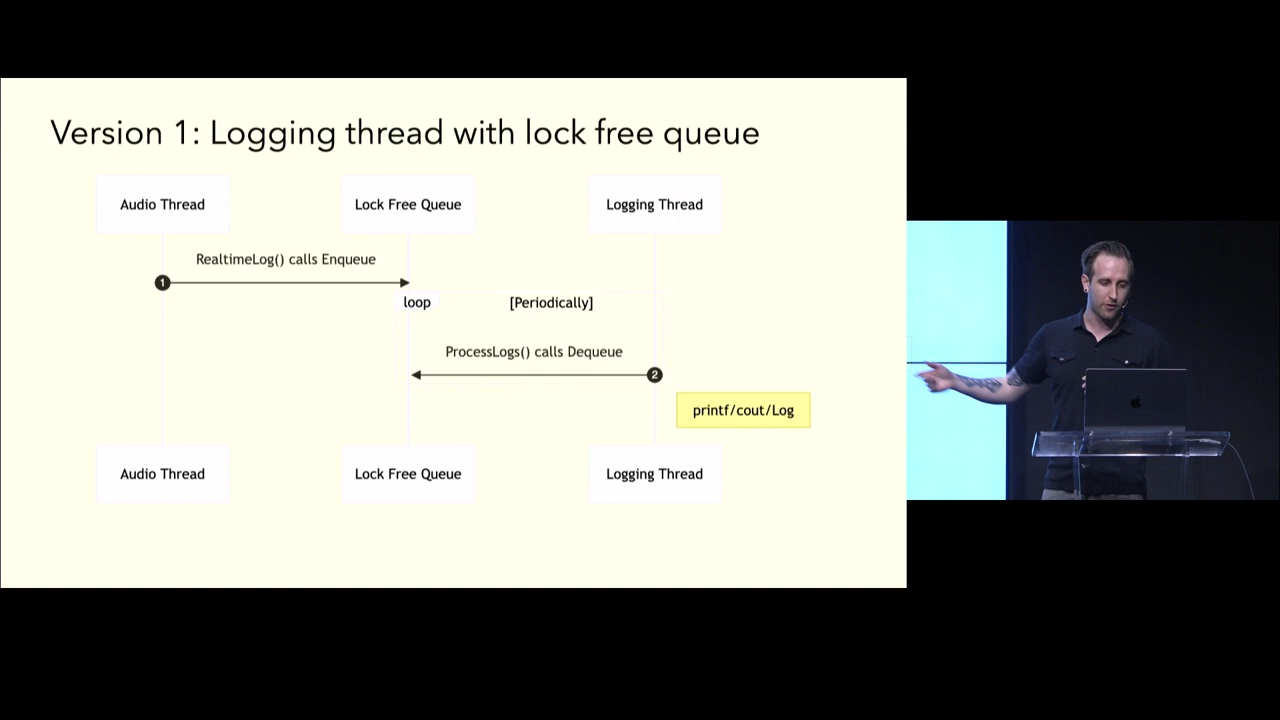 Version 1: Logging thread with lock free queue
Audio Thread
Lock Free Queue
Logging Thread
RealtimeLog() calls Enqueue
1
loop
[Periodically]
ProcessLogs() calls Dequeue
2
printf/cout/Log
Audio Thread
Lock Free Queue
Logging Thread